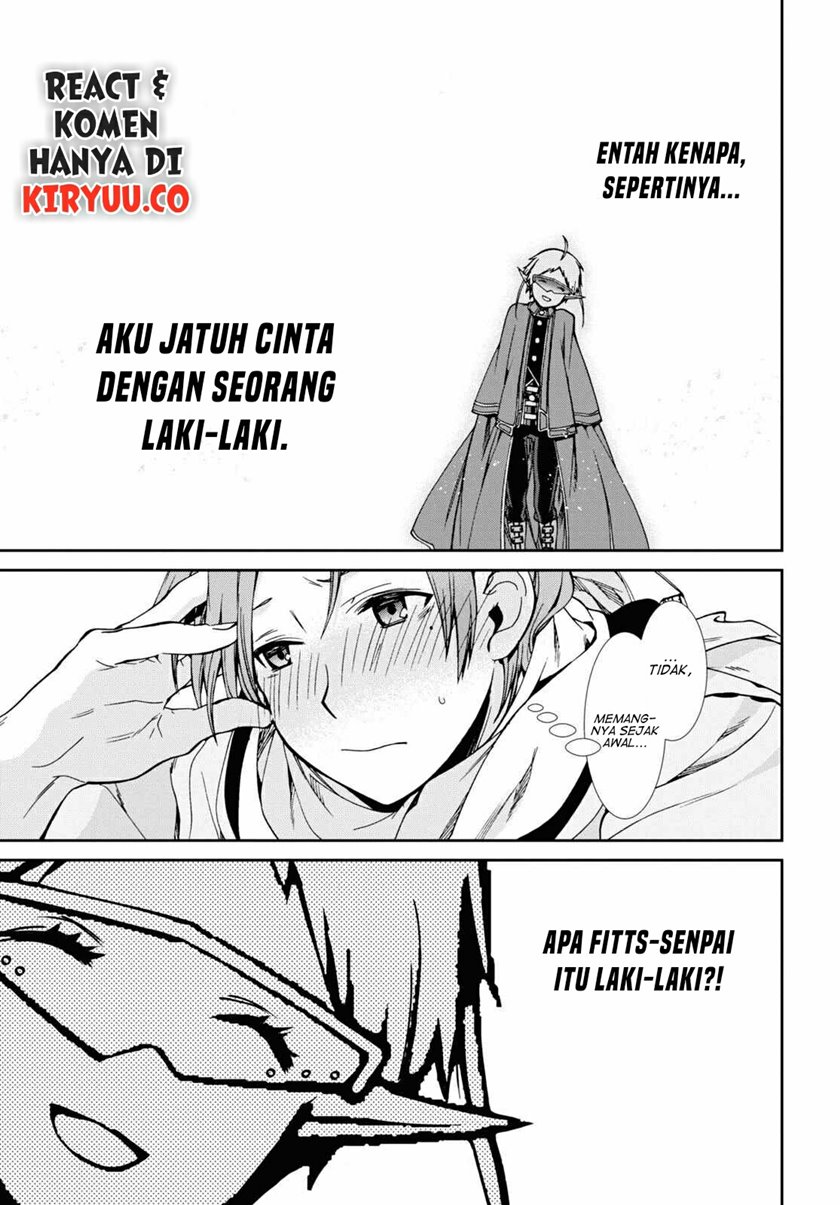 REACT &
KOMEN
HANYA DI
KIRYUU.CO
ENTAH KENAPA,
SEPERTINYA...
AKU JATUH CINTA
DENGAN SEORANG
LAKI-LAKI.
...
TIDAK,
MEMANG-
NYA SEJAK
AWAL...
APA FITTS-SENPAI
ITU LAKI-LAKI?!